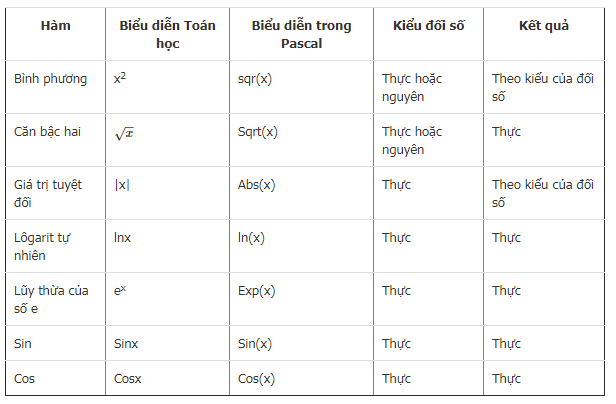 Hàm Biểu diễn Toán học Biểu diễn trong Pascal Kiểu đối số Kết quả
Bình phương x² sqr(x) Thực hoặc nguyên Theo kiểu của đối số
Căn bậc hai √x Sqrt(x) Thực hoặc nguyên Thực
Giá trị tuyệt đối |x| Abs(x) Thực Theo kiểu của đối số
Lôgarit tự nhiên lnx ln(x) Thực Thực
Lũy thừa của số e eˣ Exp(x) Thực Thực
Sin Sinx Sin(x) Thực Thực
Cos Cosx Cos(x) Thực Thực